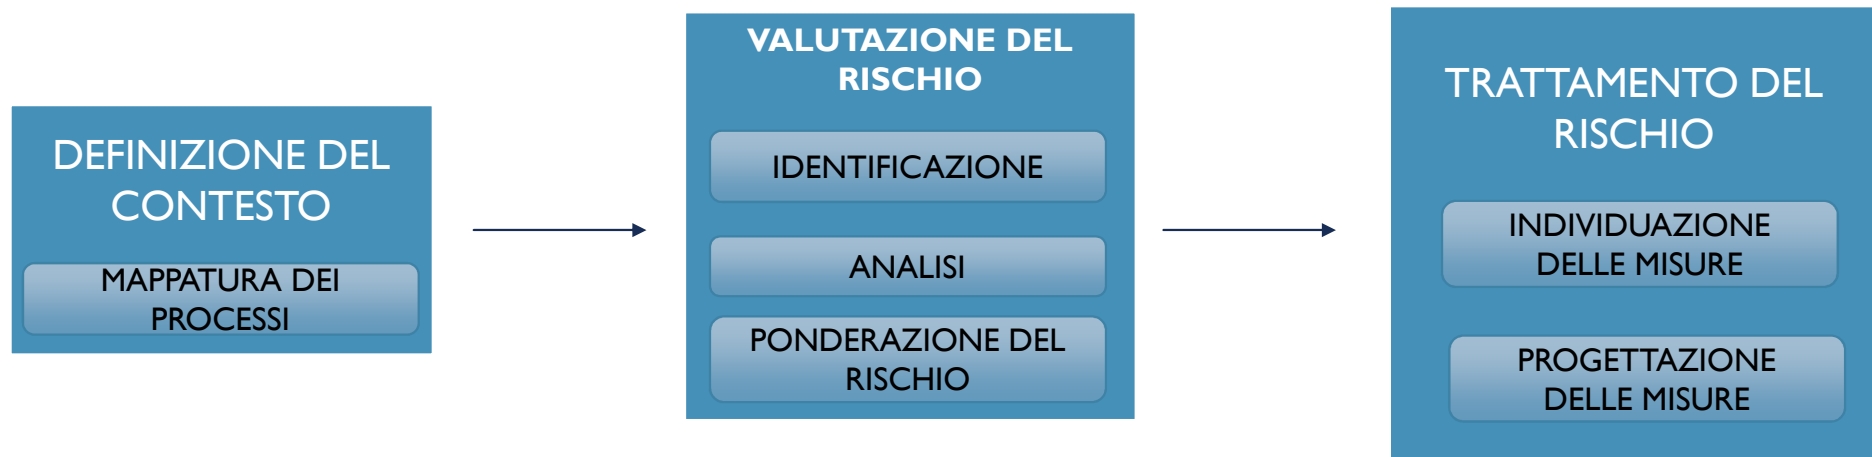 DEFINIZIONE DEL
CONTESTO
MAPPATURA DEI
PROCESSI
VALUTAZIONE DEL
RISCHIO
IDENTIFICAZIONE
ANALISI
PONDERAZIONE DEL
RISCHIO
TRATTAMENTO DEL
RISCHIO
INDIVIDUAZIONE
DELLE MISURE
PROGETTAZIONE
DELLE MISURE